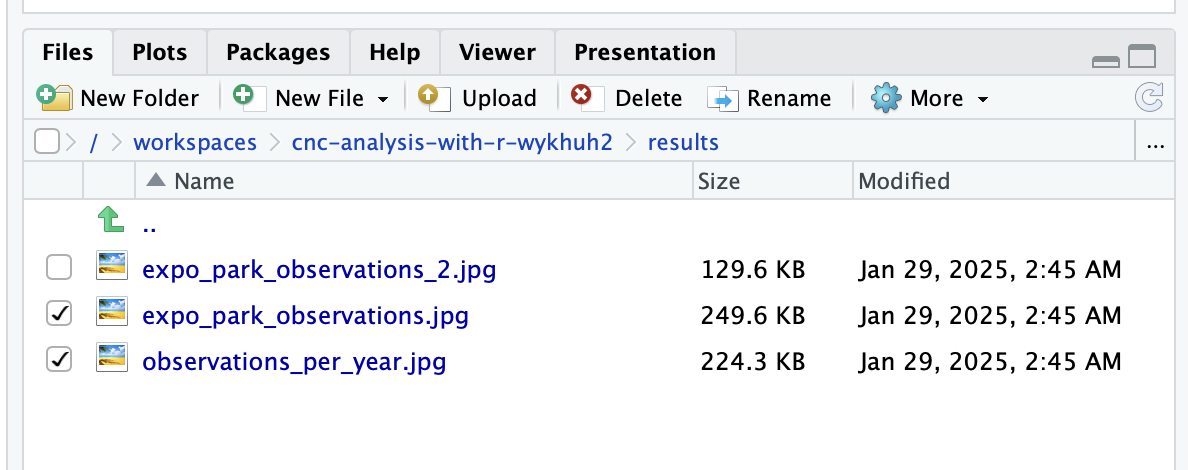 Files Plots Packages Help Viewer Presentation
New Folder New File Upload Delete Rename More
/ workspaces cnc-analysis-with-r-wykhuh2 results ...
Name Size Modified
..
expo_park_observations_2.jpg 129.6 KB Jan 29, 2025, 2:45 AM
expo_park_observations.jpg 249.6 KB Jan 29, 2025, 2:45 AM
observations_per_year.jpg 224.3 KB Jan 29, 2025, 2:45 AM